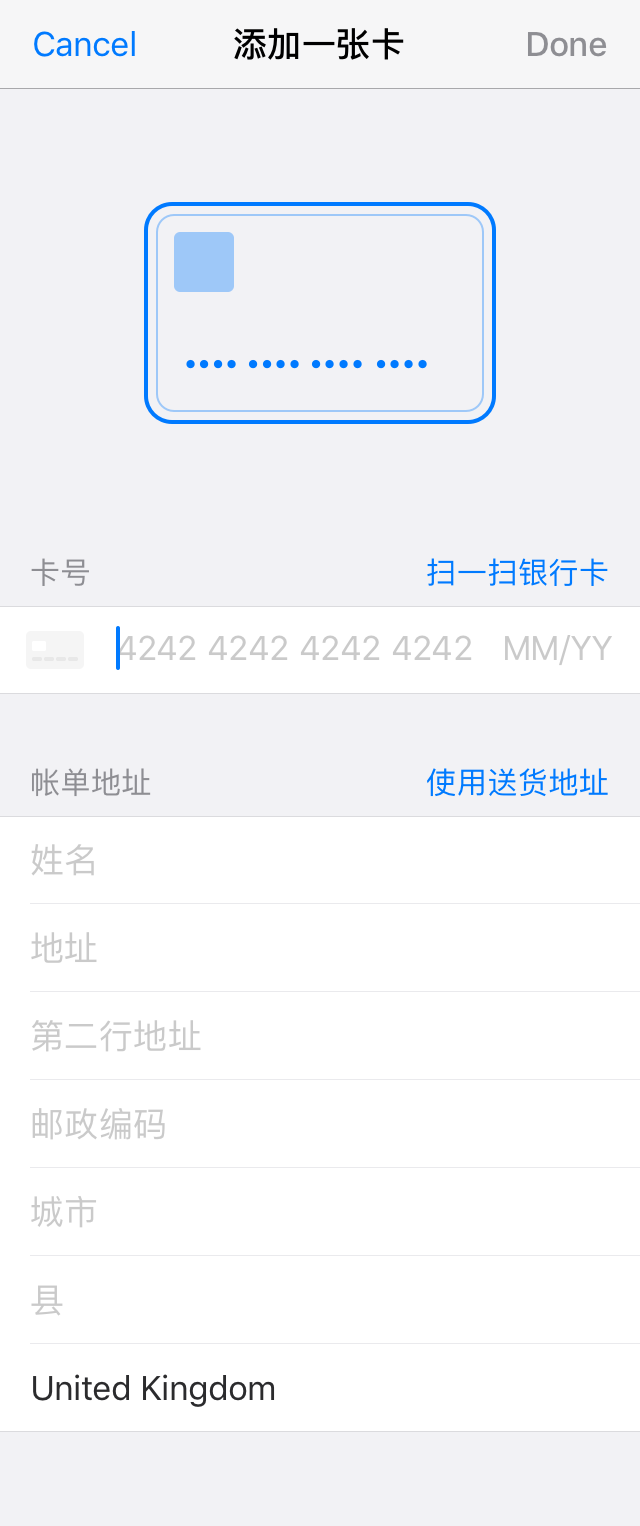 Cancel 添加一张卡 Done
卡号 扫一扫银行卡
4242 4242 4242 4242 MM/YY
帐单地址 使用送货地址
姓名
地址
第二行地址
邮政编码
城市
县
United Kingdom